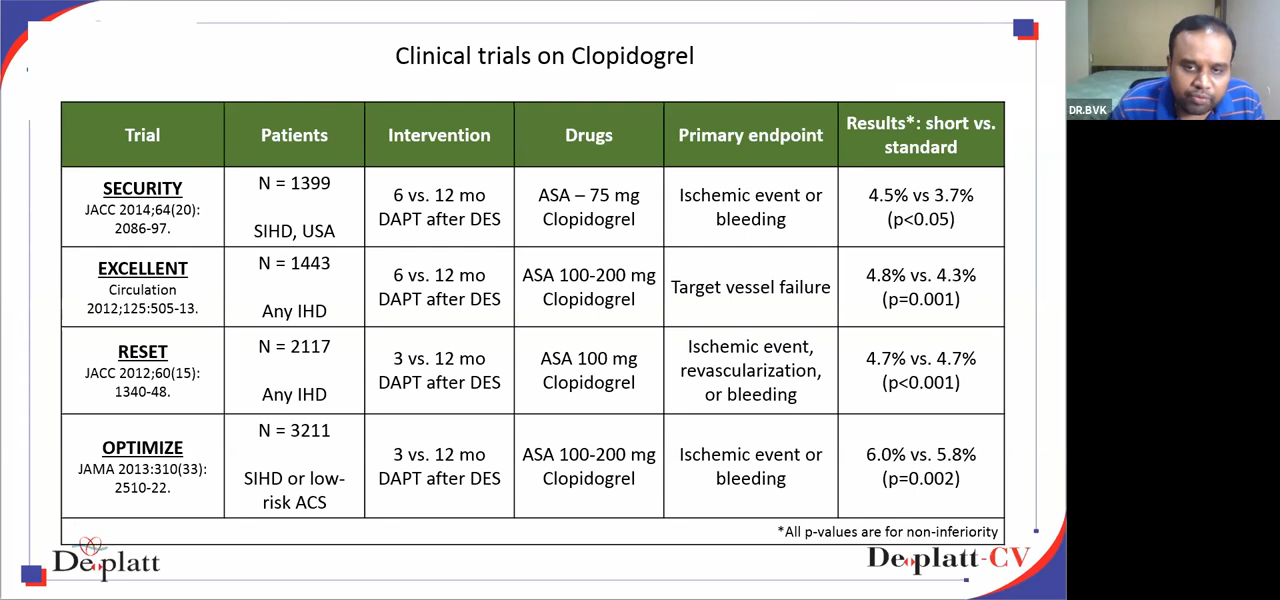 Clinical trials on Clopidogrel
DR.BVK
Trial
Patients
Intervention
Drugs
Primary endpoint
Results*: short vs.
standard
SECURITY
JACC 2014;64(20):
2086-97.
N = 1399
SIHD, USA
6 vs. 12 mo
DAPT after DES
ASA – 75 mg
Clopidogrel
Ischemic event or
bleeding
4.5% vs 3.7%
(p<0.05)
EXCELLENT
Circulation
2012;125:505-13.
N = 1443
Any IHD
6 vs. 12 mo
DAPT after DES
ASA 100-200 mg
Clopidogrel
Target vessel failure
4.8% vs. 4.3%
(p=0.001)
RESET
JACC 2012;60(15):
1340-48.
N = 2117
Any IHD
3 vs. 12 mo
DAPT after DES
ASA 100 mg
Clopidogrel
Ischemic event,
revascularization,
or bleeding
4.7% vs. 4.7%
(p<0.001)
OPTIMIZE
JAMA 2013:310(33):
2510-22.
N = 3211
SIHD or low-
risk ACS
3 vs. 12 mo
DAPT after DES
ASA 100-200 mg
Clopidogrel
Ischemic event or
bleeding
6.0% vs. 5.8%
(p=0.002)
*All p-values are for non-inferiority
Deplatt
Deplatt-CV